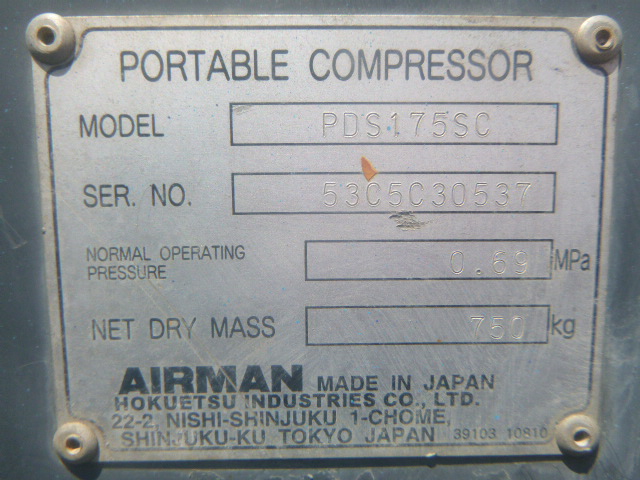 PORTABLE COMPRESSOR
MODEL PDS175SC
SER. NO. 53C5C30537
NORMAL OPERATING PRESSURE 0.69 MPa
NET DRY MASS 750 kg
AIRMAN MADE IN JAPAN
HOKUETSU INDUSTRIES CO., LTD.
22-2, NISHI-SHINJUKU 1-CHOME,
SHINJUKU-KU TOKYO JAPAN 39103 10810